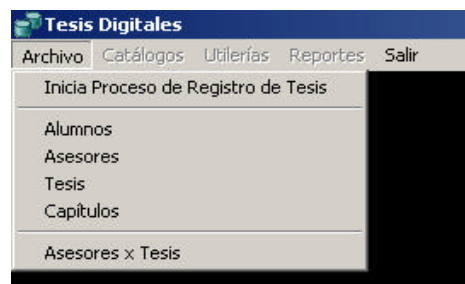 Tesis Digitales
Archivo Catálogos Utilerías Reportes Salir
Inicia Proceso de Registro de Tesis
Alumnos
Asesores
Tesis
Capítulos
Asesores x Tesis